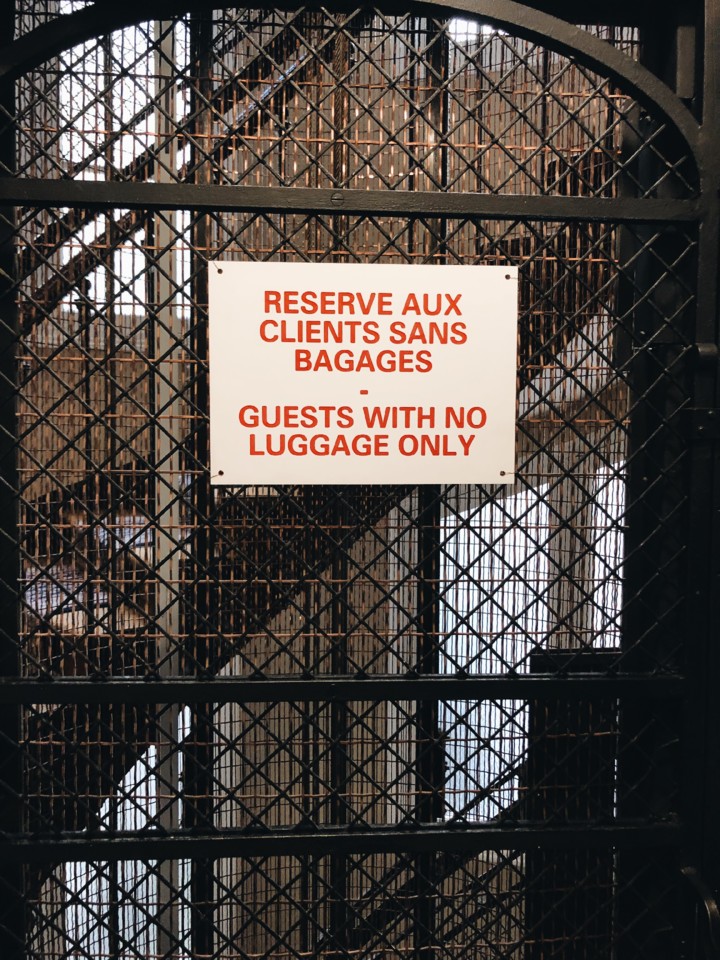 RESERVE AUX
CLIENTS SANS
BAGAGES
-
GUESTS WITH NO
LUGGAGE ONLY